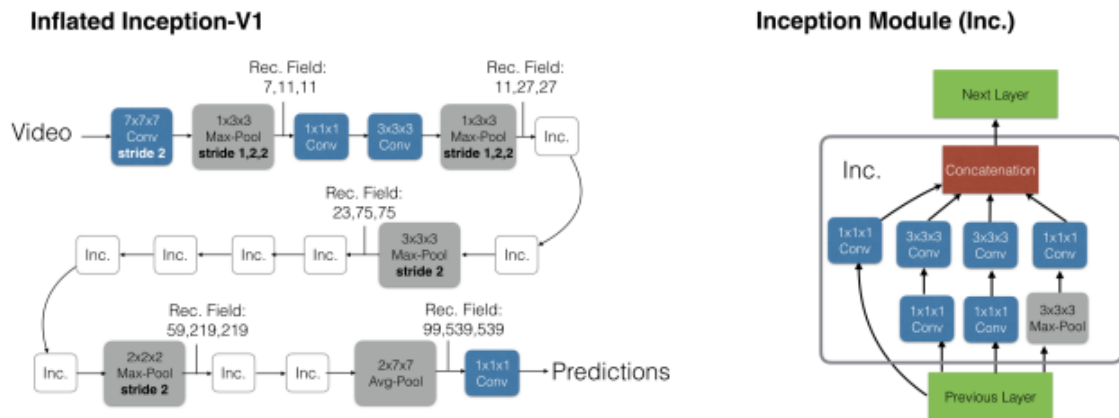 Inflated Inception-V1
Rec. Field:
7,11,11
Rec. Field:
11,27,27
Video
7x7x7
Conv
stride 2
1x3x3
Max-Pool
stride 1,2,2
1x1x1
Conv
3x3x3
Conv
1x3x3
Max-Pool
stride 1,2,2
Inc.
Rec. Field:
23,75,75
Inc.
Inc.
Inc.
Inc.
3x3x3
Max-Pool
stride 2
Inc.
Rec. Field:
59,219,219
Rec. Field:
99,539,539
Inc.
2x2x2
Max-Pool
stride 2
Inc.
Inc.
2x7x7
Avg-Pool
1x1x1
Conv
Predictions
Inception Module (Inc.)
Next Layer
Inc.
Concatenation
1x1x1
Conv
3x3x3
Conv
3x3x3
Conv
1x1x1
Conv
1x1x1
Conv
1x1x1
Conv
3x3x3
Max-Pool
Previous Layer